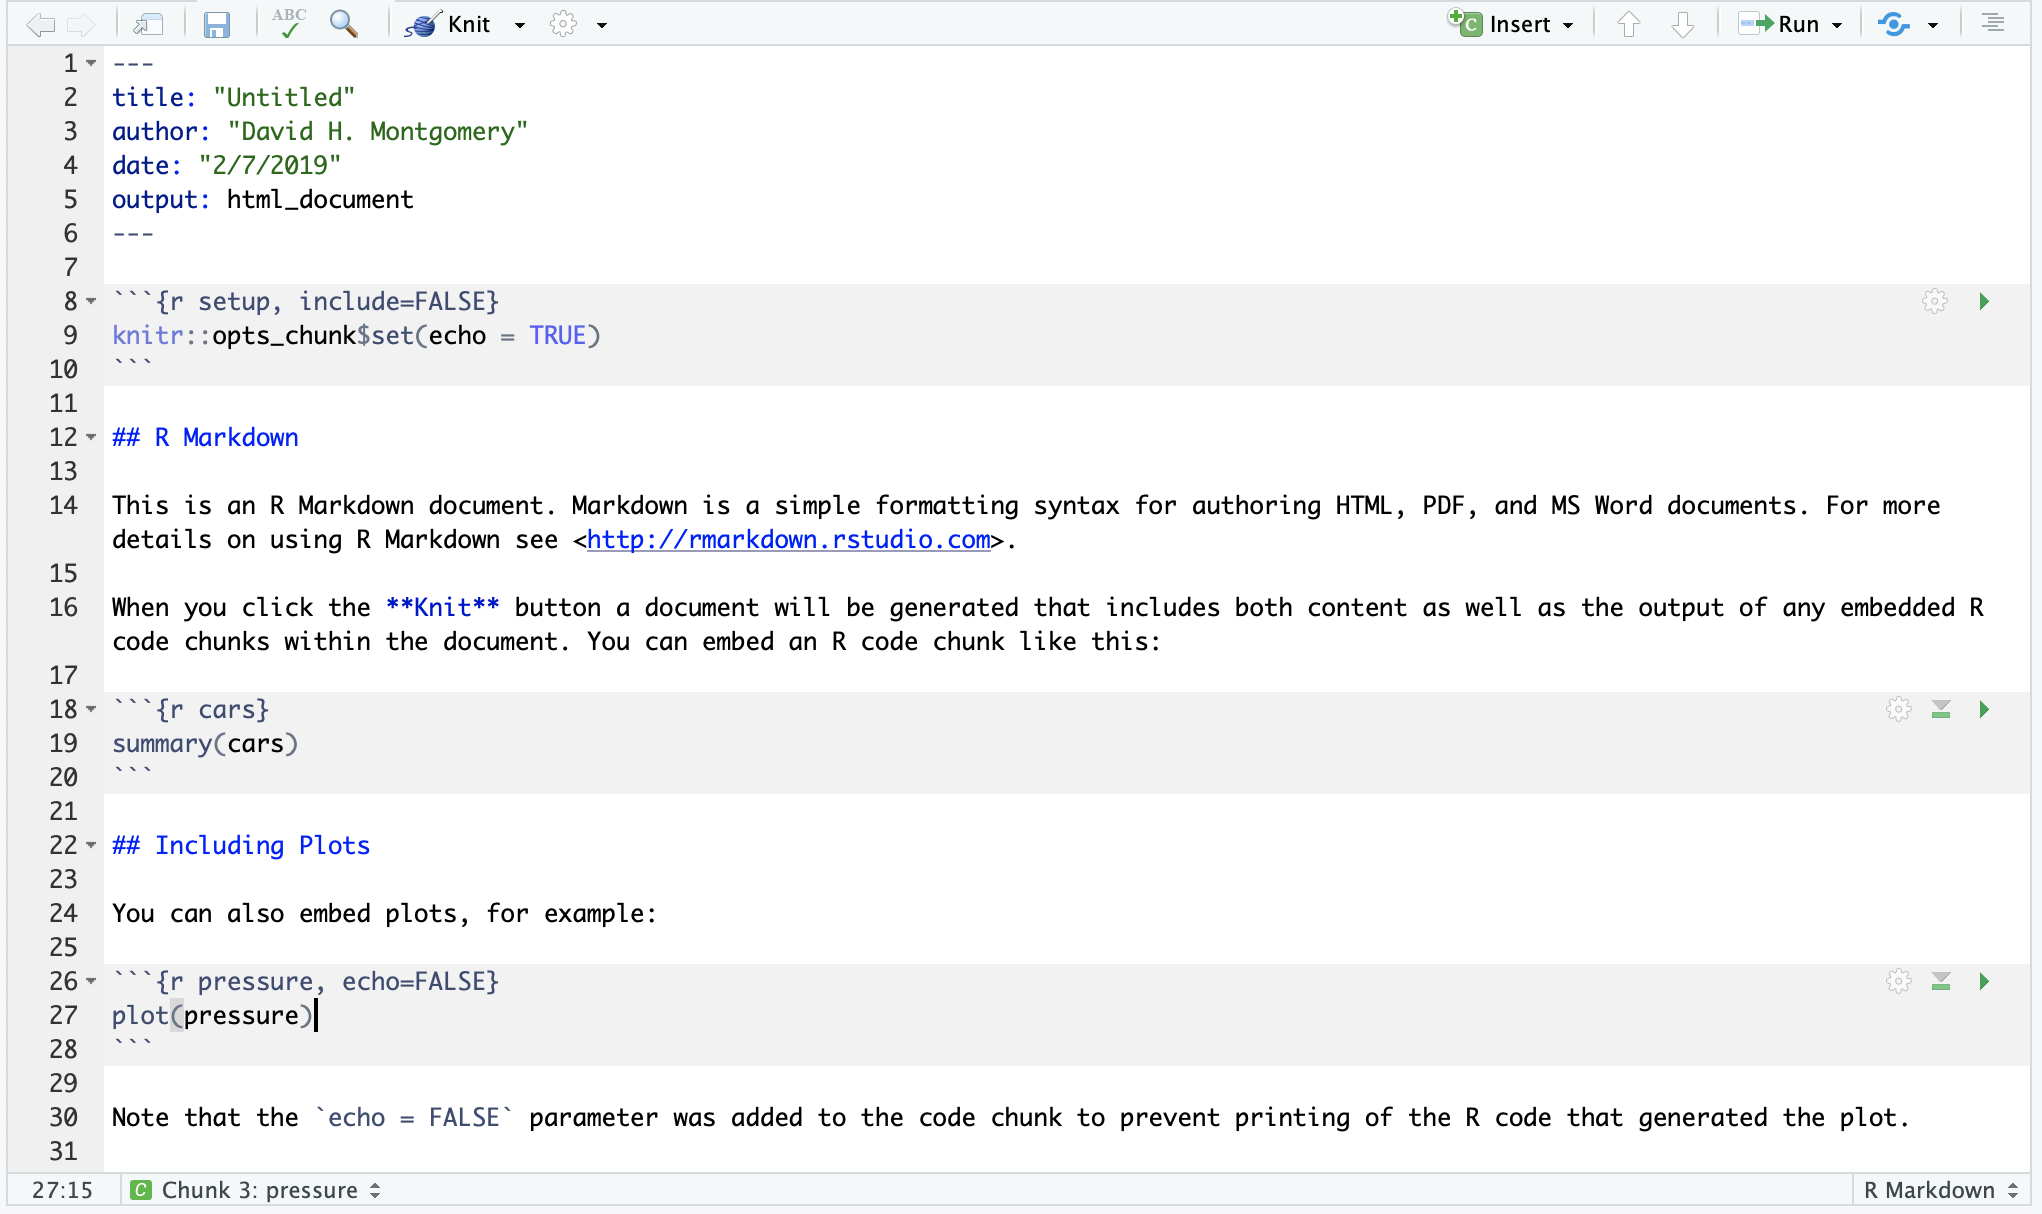 ABC Knit Insert Run
1 ---
2 title: "Untitled"
3 author: "David H. Montgomery"
4 date: "2/7/2019"
5 output: html_document
6 ---
7
8 ```{r setup, include=FALSE}
9 knitr::opts_chunk$set(echo = TRUE)
10 ```
11
12 ## R Markdown
13
14 This is an R Markdown document. Markdown is a simple formatting syntax for authoring HTML, PDF, and MS Word documents. For more
details on using R Markdown see <http://rmarkdown.rstudio.com>.
15
16 When you click the **Knit** button a document will be generated that includes both content as well as the output of any embedded R
code chunks within the document. You can embed an R code chunk like this:
17
18 ```{r cars}
19 summary(cars)
20 ```
21
22 ## Including Plots
23
24 You can also embed plots, for example:
25
26 ```{r pressure, echo=FALSE}
27 plot(pressure)
28 ```
29
30 Note that the `echo = FALSE` parameter was added to the code chunk to prevent printing of the R code that generated the plot.
31
27:15 C Chunk 3: pressure R Markdown